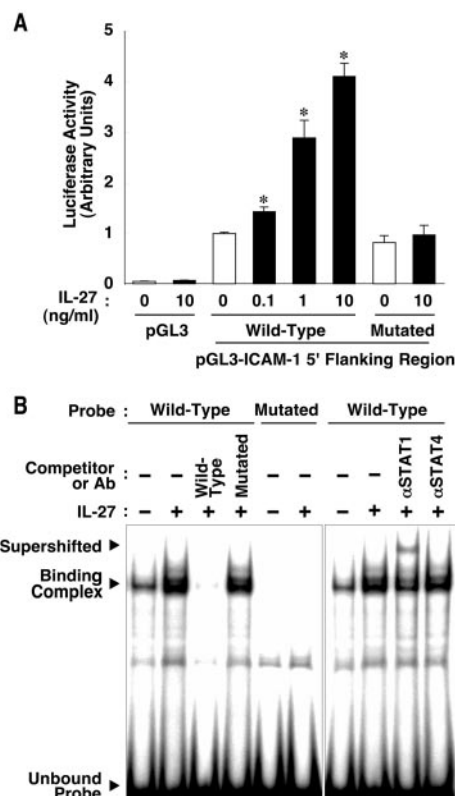 A
Luciferase Activity
(Arbitrary Units)
5
4
3
2
1
0
* * *
IL-27 : 0 10 0 0.1 1 10 0 10
(ng/ml)
pGL3 Wild-Type Mutated
pGL3-ICAM-1 5' Flanking Region
B
Probe : Wild-Type Mutated Wild-Type
Competitor or Ab : – – Wild-Type Mutated – – – – αSTAT1 αSTAT4
IL-27 : – + + + – + – + + +
Supershifted
Binding
Complex
Unbound
Probe